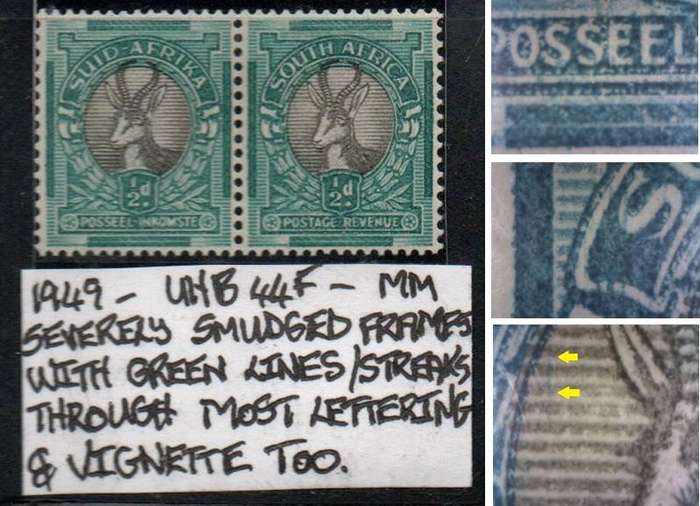 SUID-AFRIKA SOUTH AFRICA
½d ½d
POSSEEL-INKOMSTE POSTAGE REVENUE
1949 - UHB 44F - MM
SEVERELY SMUDGED FRAMES
WITH GREEN LINES/STREAKS
THROUGH MOST LETTERING
& VIGNETTE TOO.
POSSEEL
S